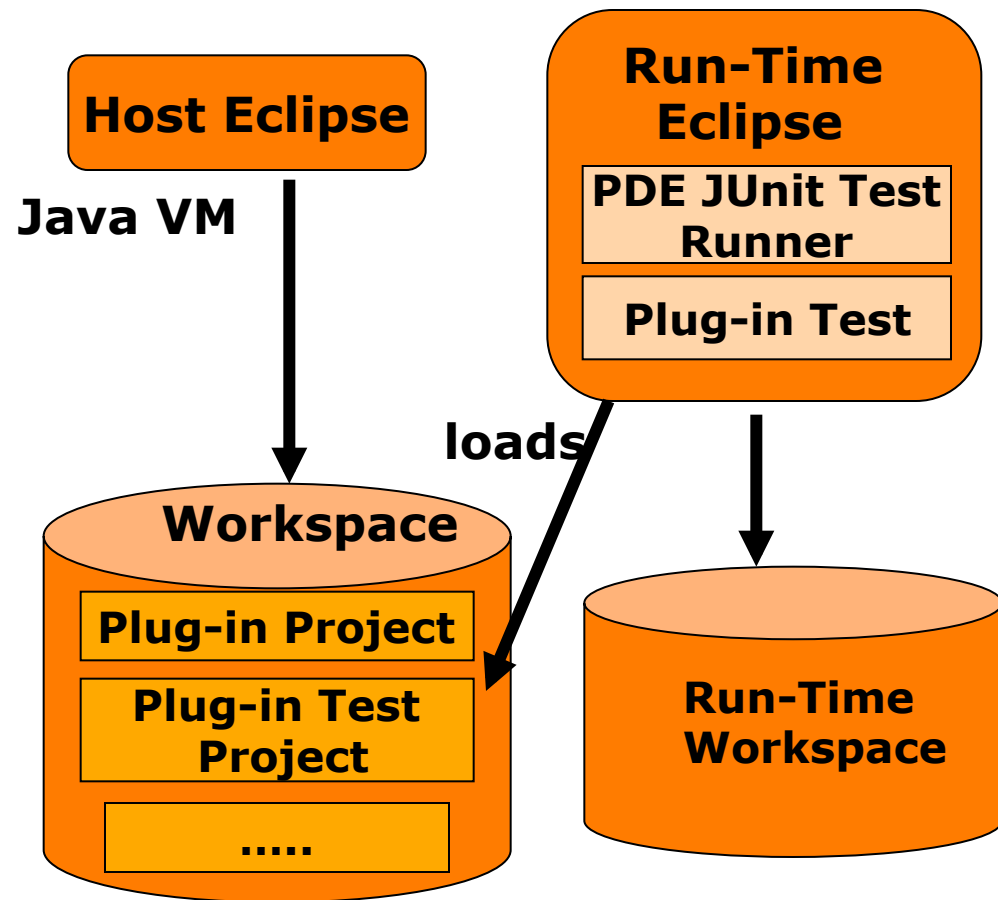 Host Eclipse
Java VM
Run-Time
Eclipse
PDE JUnit Test
Runner
Plug-in Test
loads
Workspace
Plug-in Project
Plug-in Test
Project
.....
Run-Time
Workspace